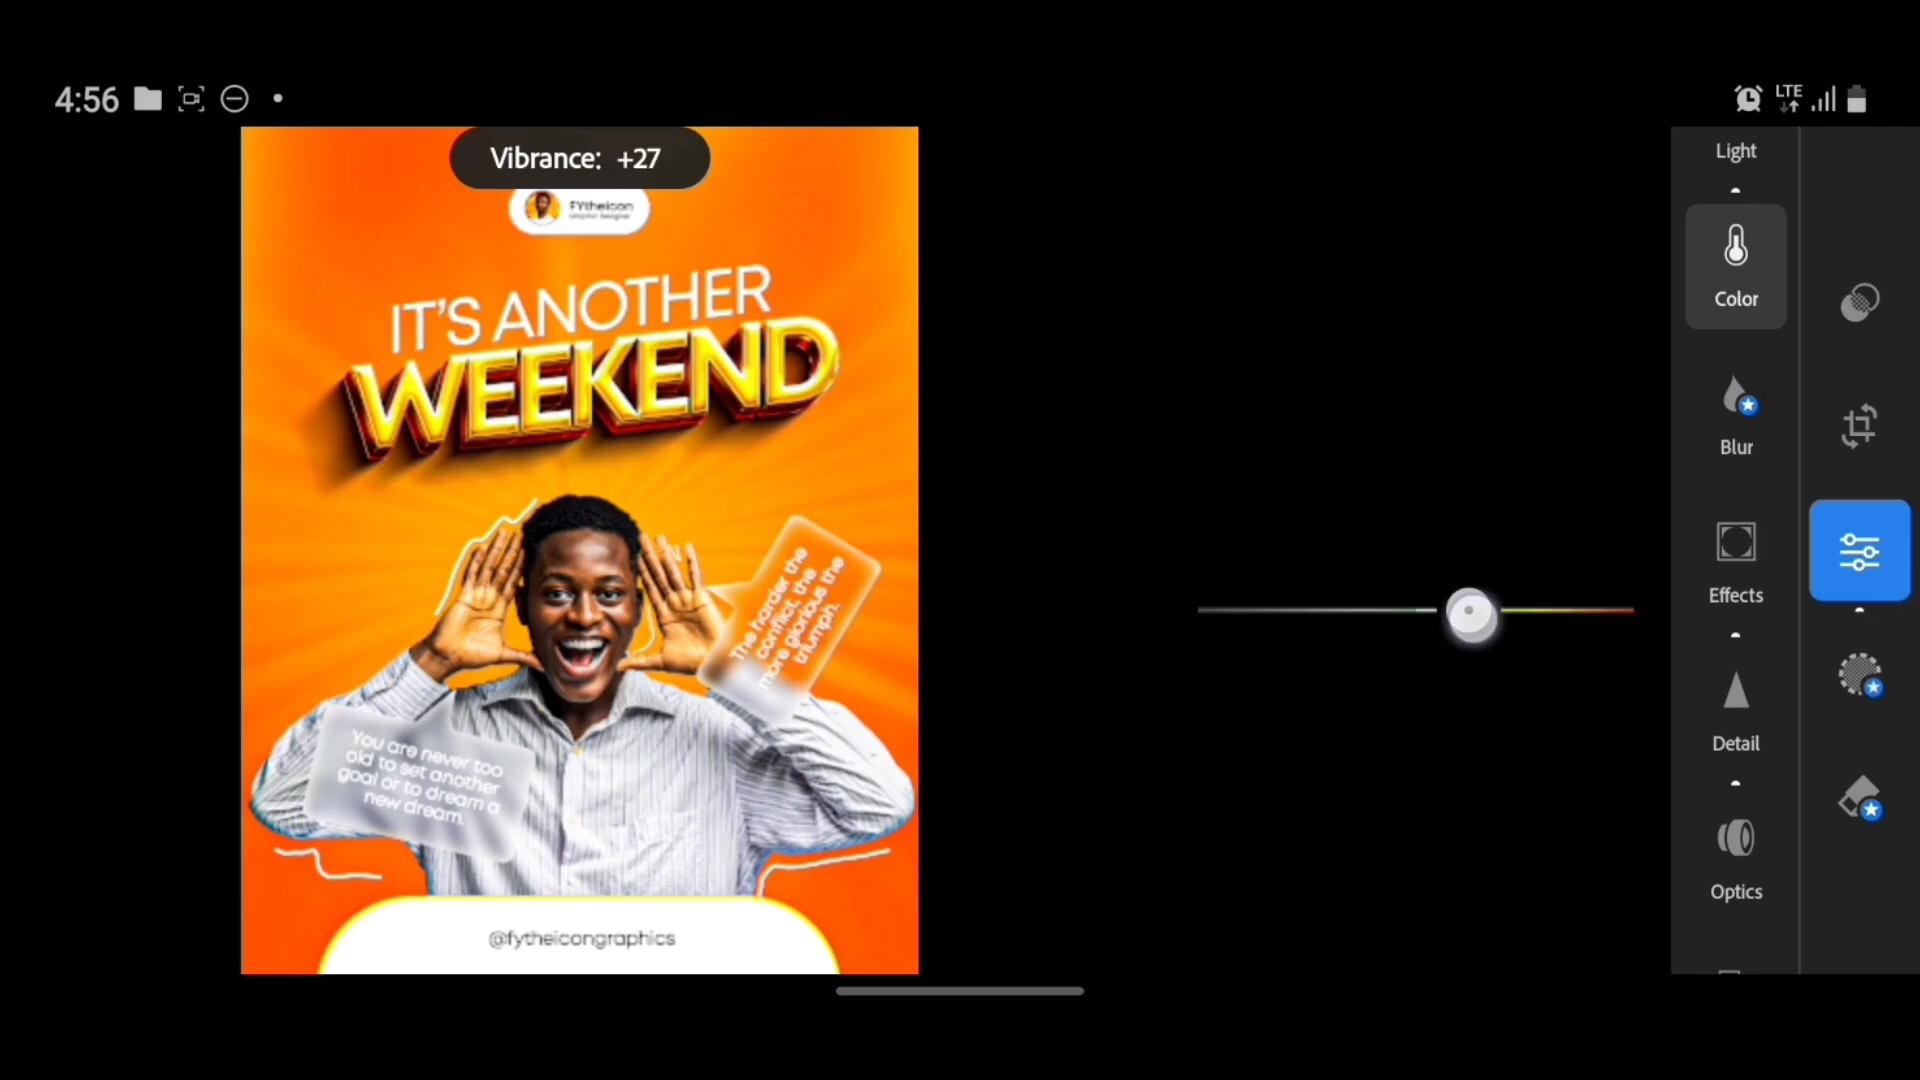 4:56
LTE
Vibrance: +27
FYtheicon
Graphic Designer
IT'S ANOTHER
WEEKEND
The harder the
conflict, the
more glorious the
triumph.
You are never too
old to set another
goal or to dream a
new dream.
@fytheicongraphics
Light
Color
Blur
Effects
Detail
Optics